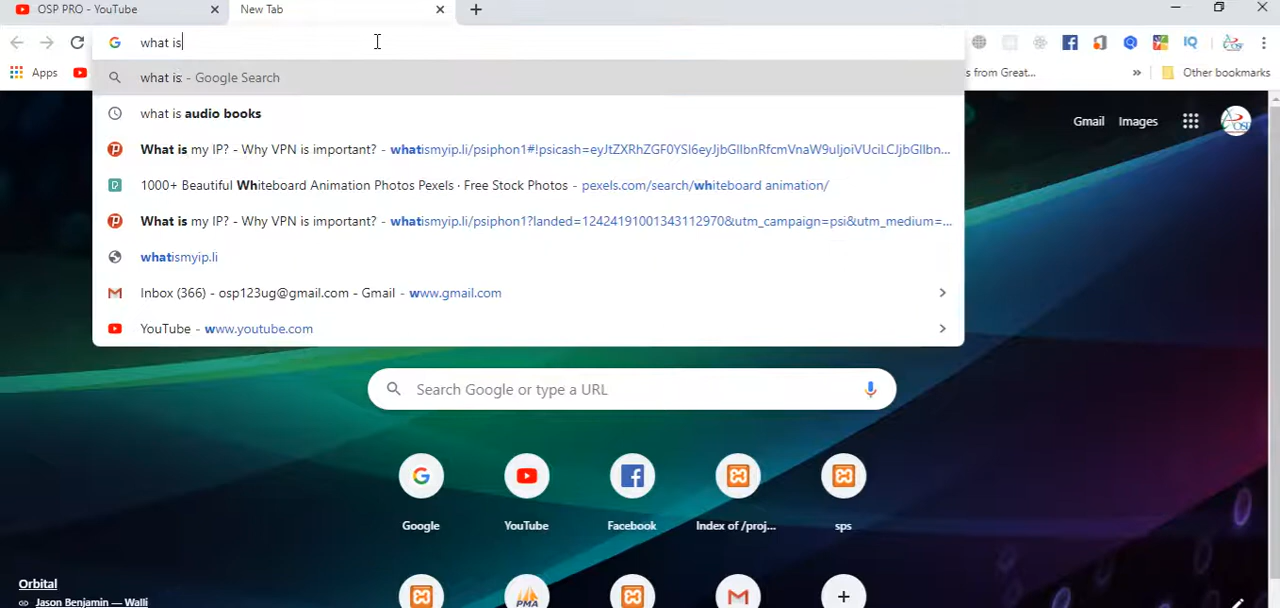 OSP PRO - YouTube
New Tab
what is
s from Great...
Apps
Other bookmarks
what is - Google Search
what is audio books
What is my IP? - Why VPN is important? - whatismyip.li/psiphon1#!psicash=eyJtZXRhZGF0YSI6eyJjbGllbnRfcmVnaW9uIjoiVUciLCJjbGllbn...
1000+ Beautiful Whiteboard Animation Photos Pexels · Free Stock Photos - pexels.com/search/whiteboard animation/
What is my IP? - Why VPN is important? - whatismyip.li/psiphon1?landed=12424191001343112970&utm_campaign=psi&utm_medium=...
whatismyip.li
Inbox (366) - osp123ug@gmail.com - Gmail - www.gmail.com
YouTube - www.youtube.com
Gmail
Images
Search Google or type a URL
Google
YouTube
Facebook
Index of /proj...
sps
PMA
Orbital
Jason Benjamin — Walli